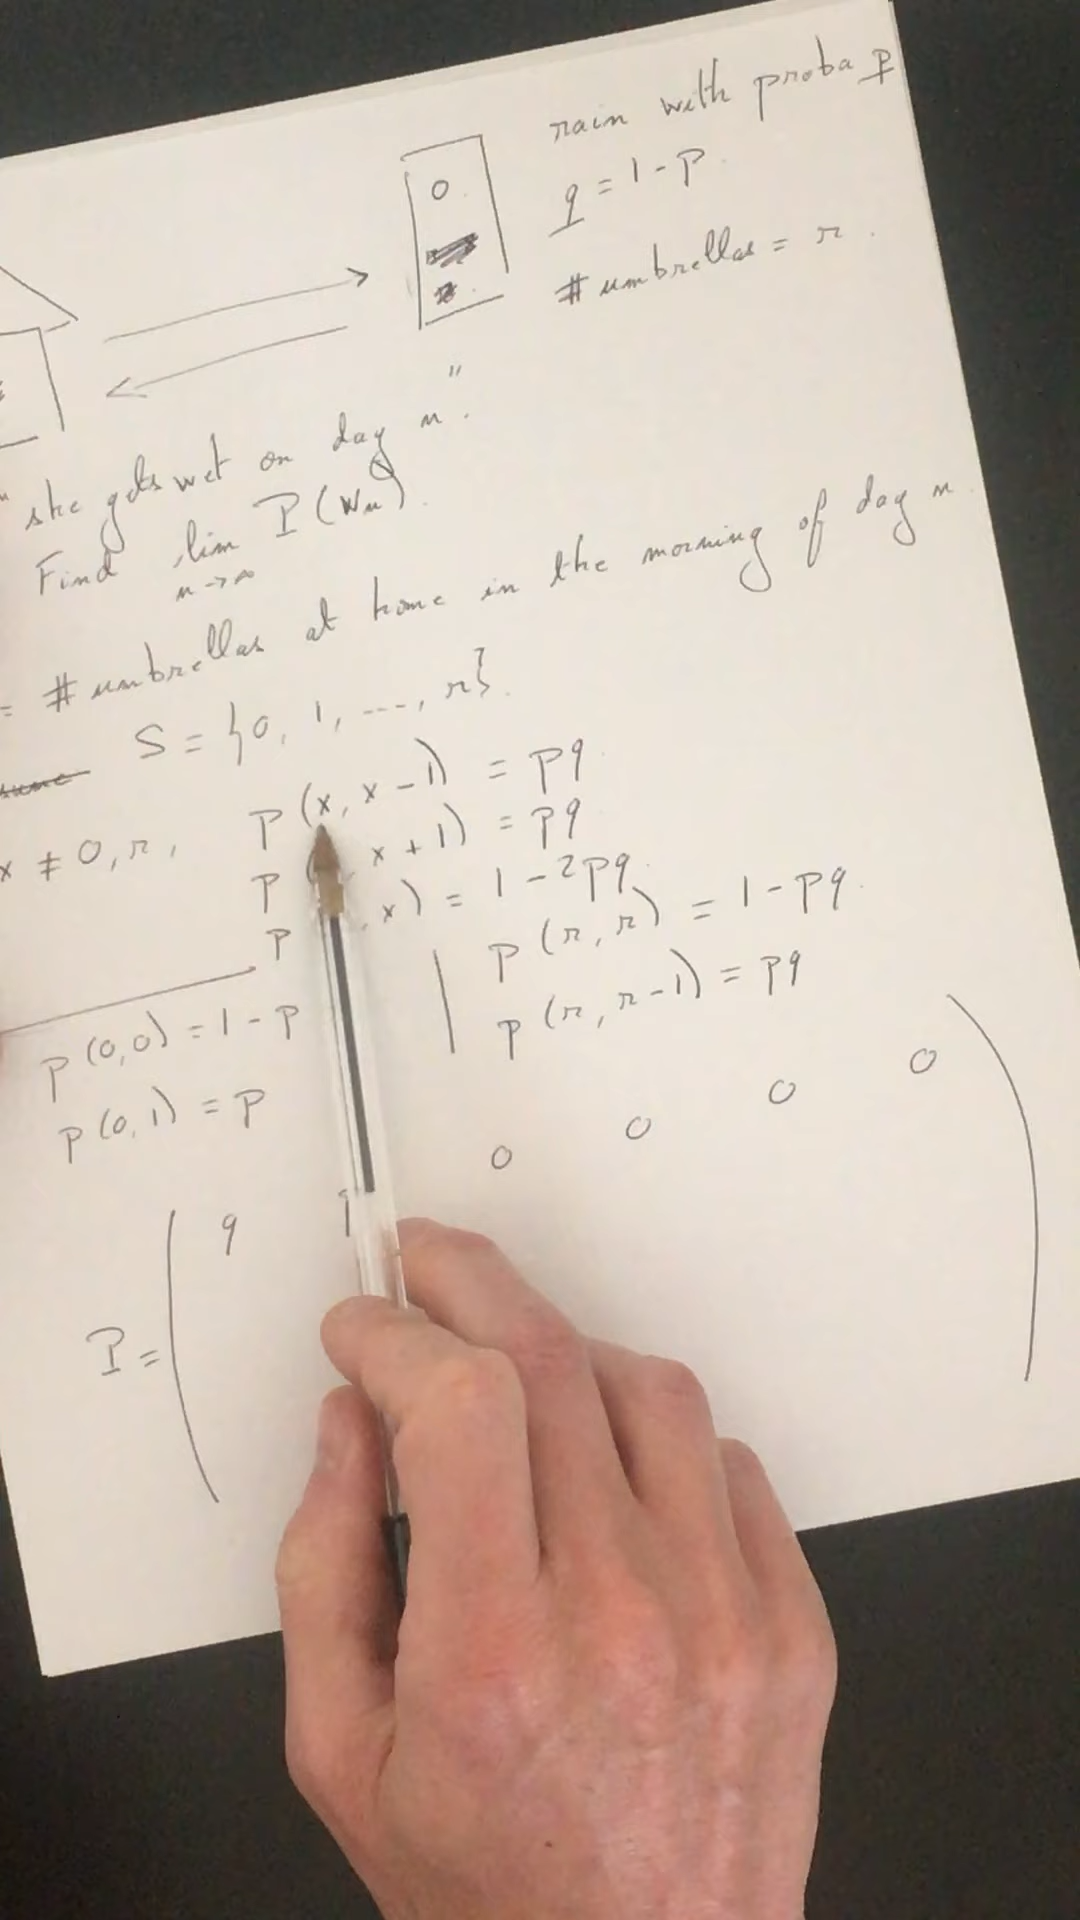 rain with proba p
O
q = 1 - p.
# umbrellas = r.
she gets wet on day n."
Find lim P(Wn).
n→∞
= # umbrellas at home in the morning of day n.
S = {0, 1, ---, r}.
x ≠ 0, r, p(x, x-1) = pq
p x+1) = pq
p , x) = 1 - 2pq.
p(r, r) = 1 - pq.
p(r, r-1) = pq
p(0,0) = 1 - p
p(0,1) = p
P = ( q 0 0 0 0 )